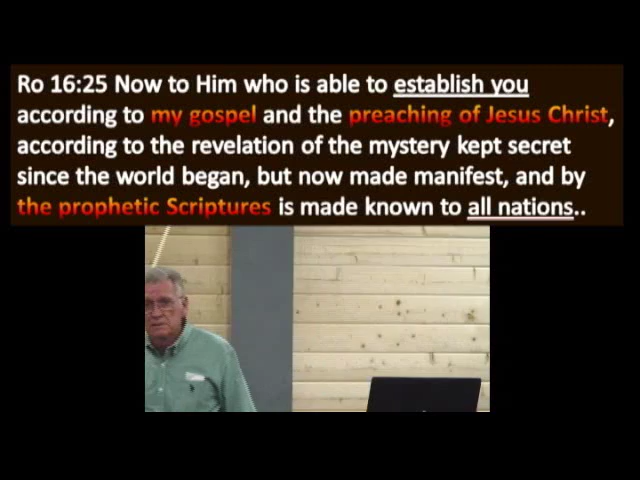 Ro 16:25 Now to Him who is able to establish you
according to my gospel and the preaching of Jesus Christ,
according to the revelation of the mystery kept secret
since the world began, but now made manifest, and by
the prophetic Scriptures is made known to all nations..